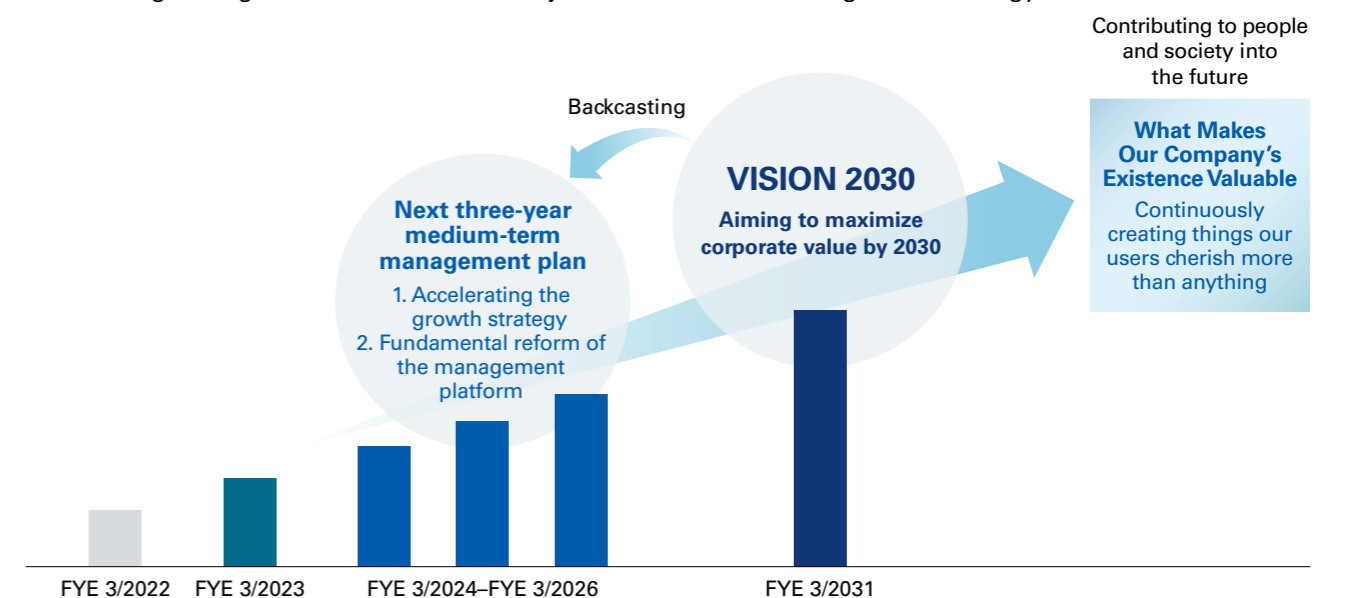 Contributing to people
and society into
the future
Backcasting
What Makes
Our Company's
Existence Valuable
Continuously
creating things our
users cherish more
than anything
VISION 2030
Aiming to maximize
corporate value by 2030
Next three-year
medium-term
management plan
1. Accelerating the
growth strategy
2. Fundamental reform of
the management
platform
FYE 3/2022
FYE 3/2023
FYE 3/2024–FYE 3/2026
FYE 3/2031